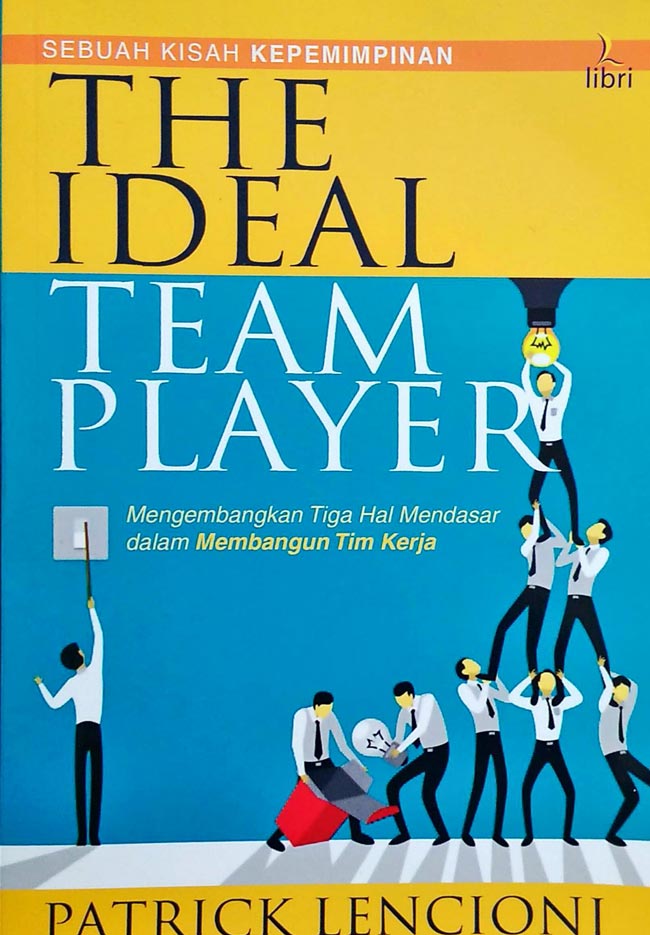 SEBUAH KISAH KEPEMIMPINAN
libri
THE
IDEAL
TEAM
PLAYER
Mengembangkan Tiga Hal Mendasar
dalam Membangun Tim Kerja
PATRICK LENCIONI